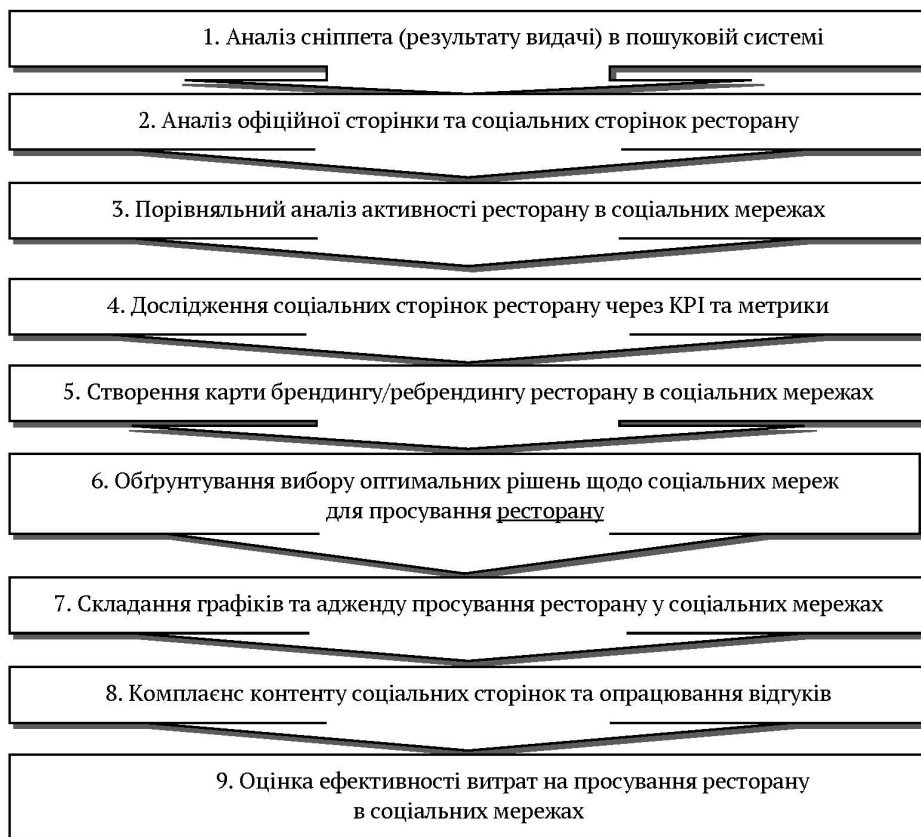 1. Аналіз сніппета (результату видачі) в пошуковій системі
2. Аналіз офіційної сторінки та соціальних сторінок ресторану
3. Порівняльний аналіз активності ресторану в соціальних мережах
4. Дослідження соціальних сторінок ресторану через КРІ та метрики
5. Створення карти брендингу/ребрендингу ресторану в соціальних мережах
6. Обґрунтування вибору оптимальних рішень щодо соціальних мереж
для просування ресторану
7. Складання графіків та адженду просування ресторану у соціальних мережах
8. Комплаєнс контенту соціальних сторінок та опрацювання відгуків
9. Оцінка ефективності витрат на просування ресторану
в соціальних мережах